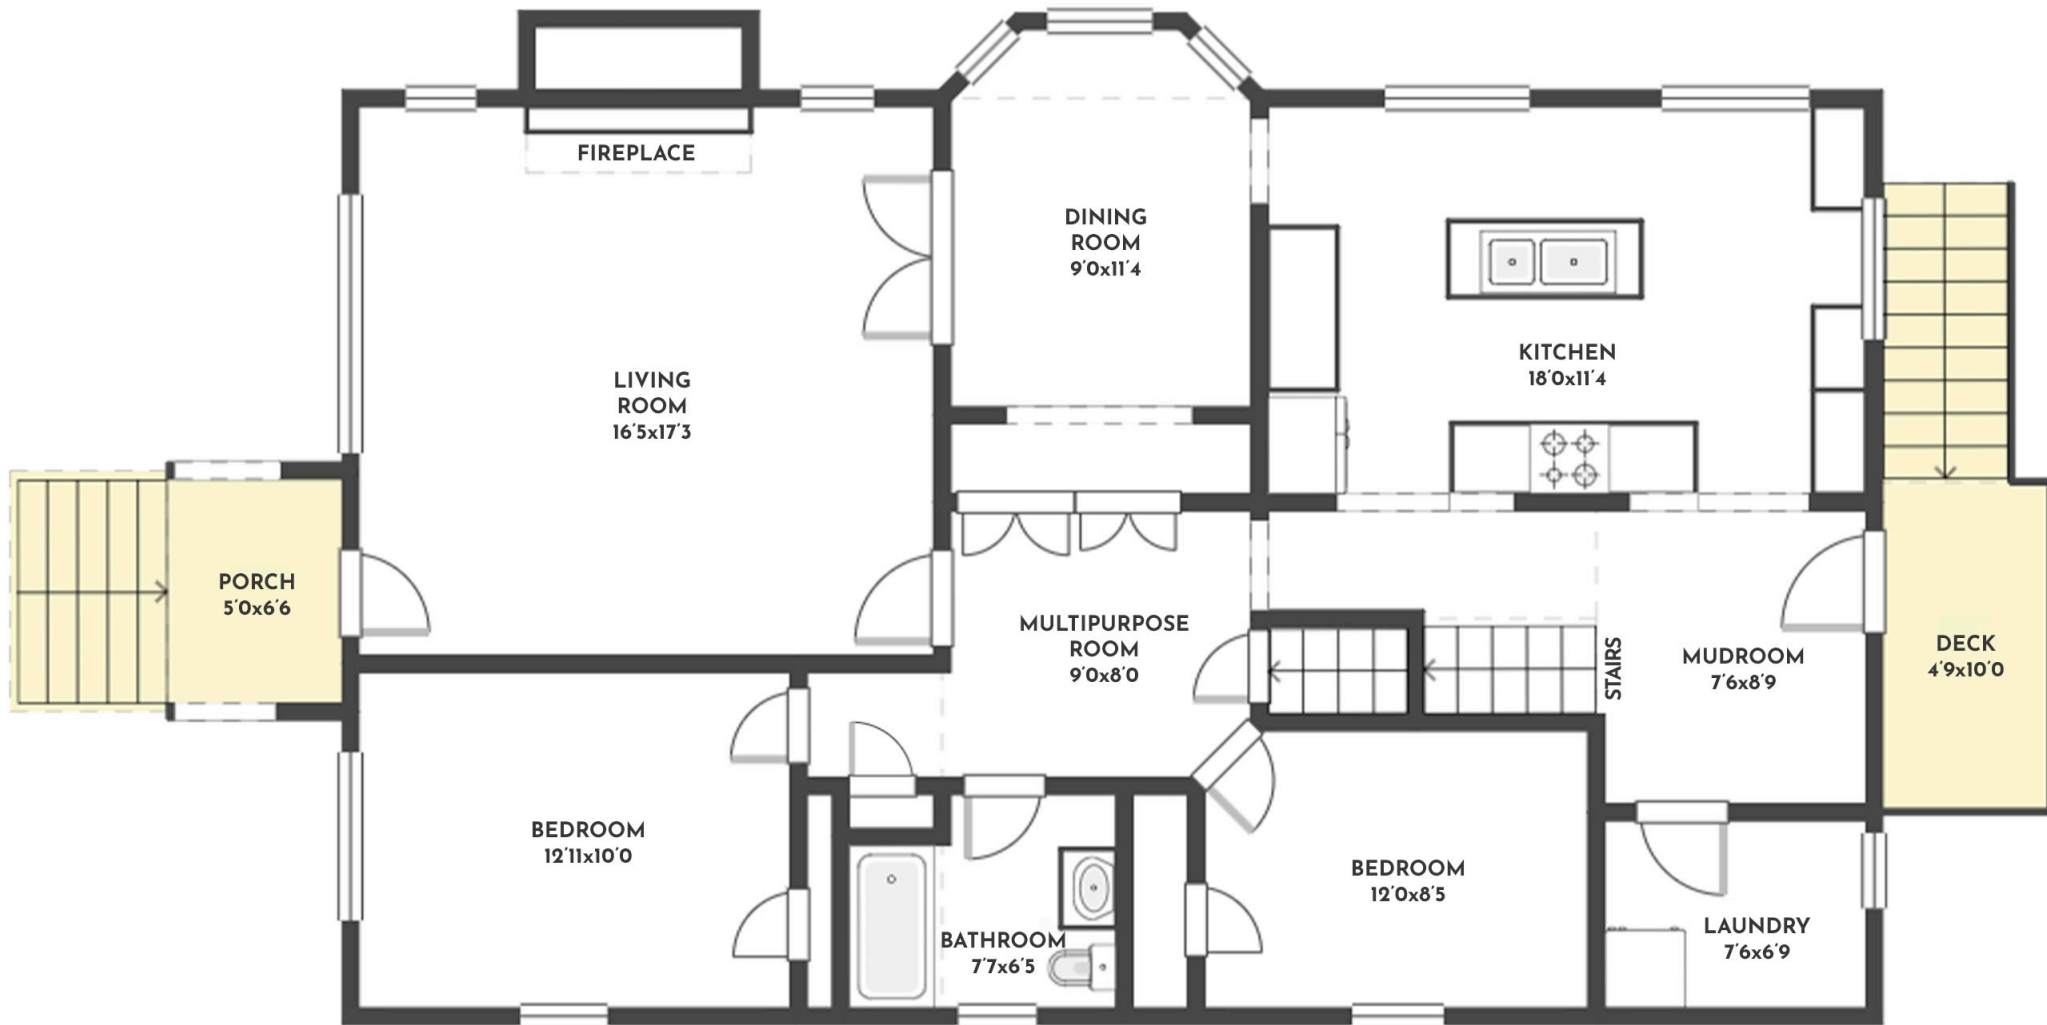 FIREPLACE
DINING
ROOM
9'0x11'4
KITCHEN
18'0x11'4
LIVING
ROOM
16'5x17'3
PORCH
5'0x6'6
MULTIPURPOSE
ROOM
9'0x8'0
STAIRS
MUDROOM
7'6x8'9
DECK
4'9x10'0
BEDROOM
12'11x10'0
BATHROOM
7'7x6'5
BEDROOM
12'0x8'5
LAUNDRY
7'6x6'9